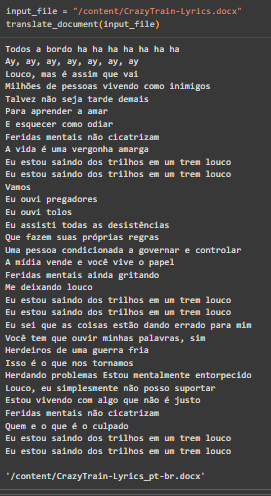 input_file = "/content/CrazyTrain-Lyrics.docx"
translate_document(input_file)
Todos a bordo ha ha ha ha ha ha ha
Ay, ay, ay, ay, ay, ay, ay
Louco, mas é assim que vai
Milhões de pessoas vivendo como inimigos
Talvez não seja tarde demais
Para aprender a amar
E esquecer como odiar
Feridas mentais não cicatrizam
A vida é uma vergonha amarga
Eu estou saindo dos trilhos em um trem louco
Eu estou saindo dos trilhos em um trem louco
Vamos
Eu ouvi pregadores
Eu ouvi tolos
Eu assisti todas as desistências
Que fazem suas próprias regras
Uma pessoa condicionada a governar e controlar
A mídia vende e você vive o papel
Feridas mentais ainda gritando
Me deixando louco
Eu estou saindo dos trilhos em um trem louco
Eu estou saindo dos trilhos em um trem louco
Eu sei que as coisas estão dando errado para mim
Você tem que ouvir minhas palavras, sim
Herdeiros de uma guerra fria
Isso é o que nos tornamos
Herdando problemas Estou mentalmente entorpecido
Louco, eu simplesmente não posso suportar
Estou vivendo com algo que não é justo
Feridas mentais não cicatrizam
Quem e o que é o culpado
Eu estou saindo dos trilhos em um trem louco
Eu estou saindo dos trilhos em um trem louco
'/content/CrazyTrain-Lyrics_pt-br.docx'